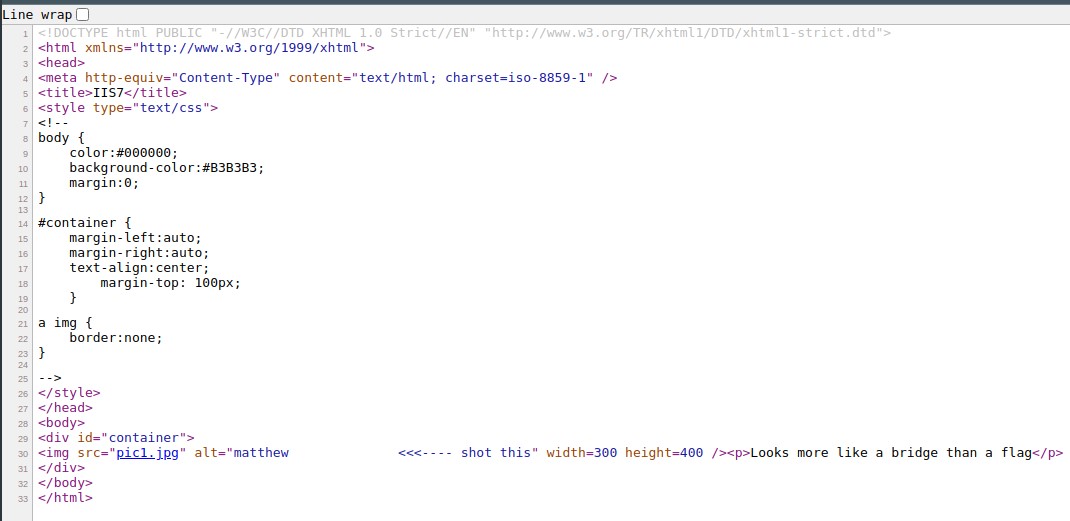 Line wrap
1 <!DOCTYPE html PUBLIC "-//W3C//DTD XHTML 1.0 Strict//EN" "http://www.w3.org/TR/xhtml1/DTD/xhtml1-strict.dtd">
2 <html xmlns="http://www.w3.org/1999/xhtml">
3 <head>
4 <meta http-equiv="Content-Type" content="text/html; charset=iso-8859-1" />
5 <title>IIS7</title>
6 <style type="text/css">
7 <!--
8 body {
9     color:#000000;
10     background-color:#B3B3B3;
11     margin:0;
12 }
13
14 #container {
15     margin-left:auto;
16     margin-right:auto;
17     text-align:center;
18         margin-top: 100px;
19     }
20
21 a img {
22     border:none;
23 }
24
25 -->
26 </style>
27 </head>
28 <body>
29 <div id="container">
30 <img src="pic1.jpg" alt="matthew              <<<---- shot this" width=300 height=400 /><p>Looks more like a bridge than a flag</p>
31 </div>
32 </body>
33 </html>